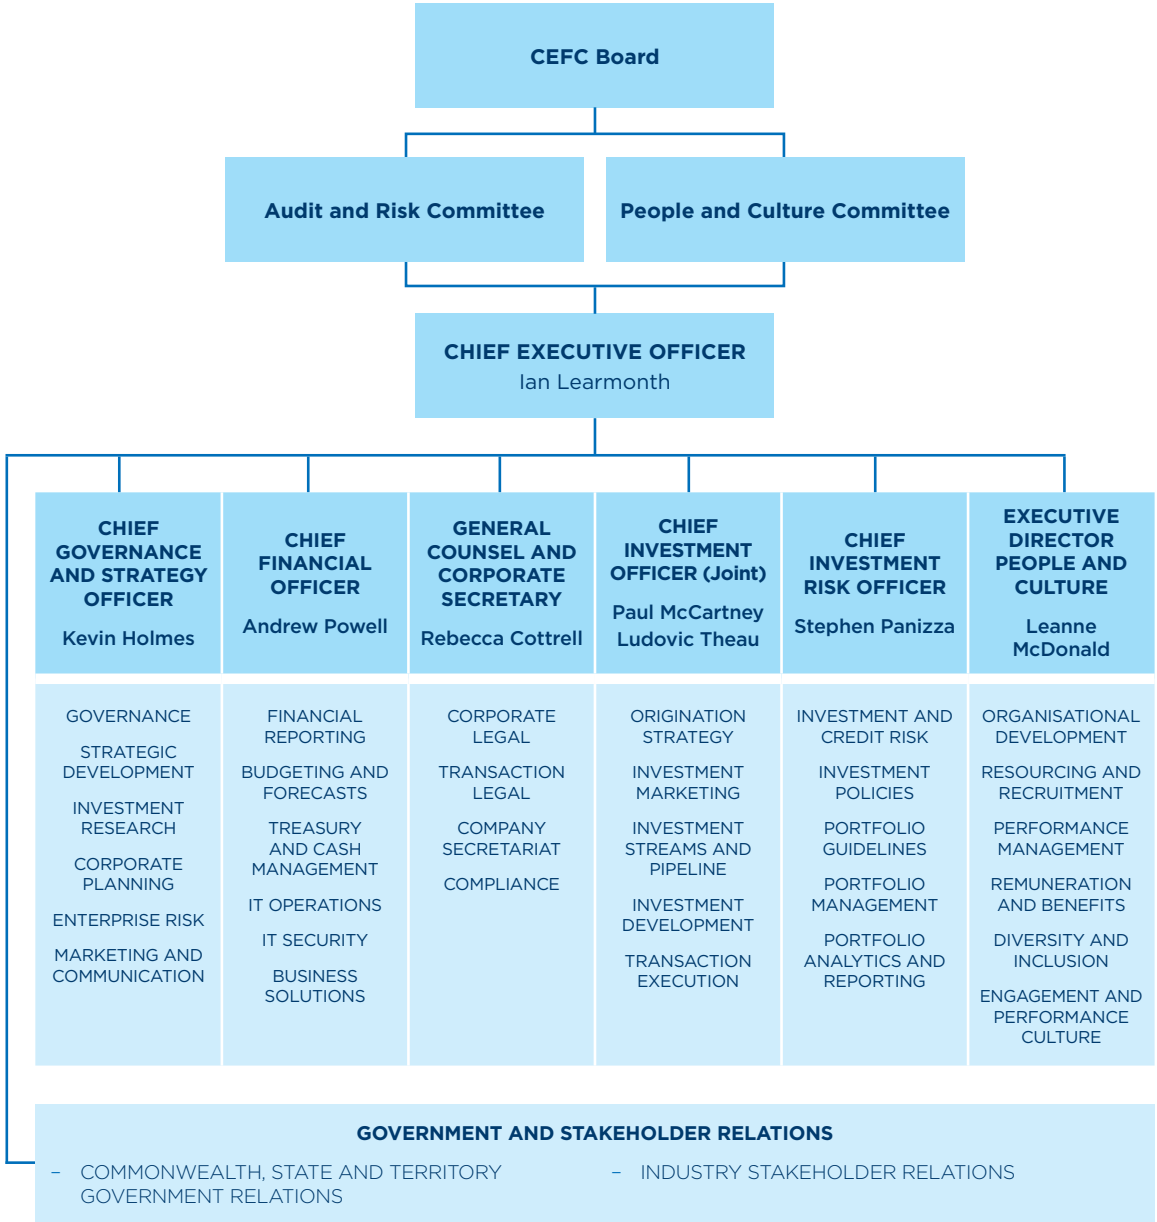 CEFC Board
Audit and Risk Committee
People and Culture Committee
CHIEF EXECUTIVE OFFICER
Ian Learmonth
CHIEF
GOVERNANCE
AND STRATEGY
OFFICER
Kevin Holmes
CHIEF
FINANCIAL
OFFICER
Andrew Powell
GENERAL
COUNSEL AND
CORPORATE
SECRETARY
Rebecca Cottrell
CHIEF
INVESTMENT
OFFICER (Joint)
Paul McCartney
Ludovic Theau
CHIEF
INVESTMENT
RISK OFFICER
Stephen Panizza
EXECUTIVE
DIRECTOR
PEOPLE AND
CULTURE
Leanne
McDonald
GOVERNANCE
STRATEGIC
DEVELOPMENT
INVESTMENT
RESEARCH
CORPORATE
PLANNING
ENTERPRISE RISK
MARKETING AND
COMMUNICATION
FINANCIAL
REPORTING
BUDGETING AND
FORECASTS
TREASURY
AND CASH
MANAGEMENT
IT OPERATIONS
IT SECURITY
BUSINESS
SOLUTIONS
CORPORATE
LEGAL
TRANSACTION
LEGAL
COMPANY
SECRETARIAT
COMPLIANCE
ORIGINATION
STRATEGY
INVESTMENT
MARKETING
INVESTMENT
STREAMS AND
PIPELINE
INVESTMENT
DEVELOPMENT
TRANSACTION
EXECUTION
INVESTMENT AND
CREDIT RISK
INVESTMENT
POLICIES
PORTFOLIO
GUIDELINES
PORTFOLIO
MANAGEMENT
PORTFOLIO
ANALYTICS AND
REPORTING
ORGANISATIONAL
DEVELOPMENT
RESOURCING AND
RECRUITMENT
PERFORMANCE
MANAGEMENT
REMUNERATION
AND BENEFITS
DIVERSITY AND
INCLUSION
ENGAGEMENT AND
PERFORMANCE
CULTURE
GOVERNMENT AND STAKEHOLDER RELATIONS
– COMMONWEALTH, STATE AND TERRITORY
GOVERNMENT RELATIONS
– INDUSTRY STAKEHOLDER RELATIONS